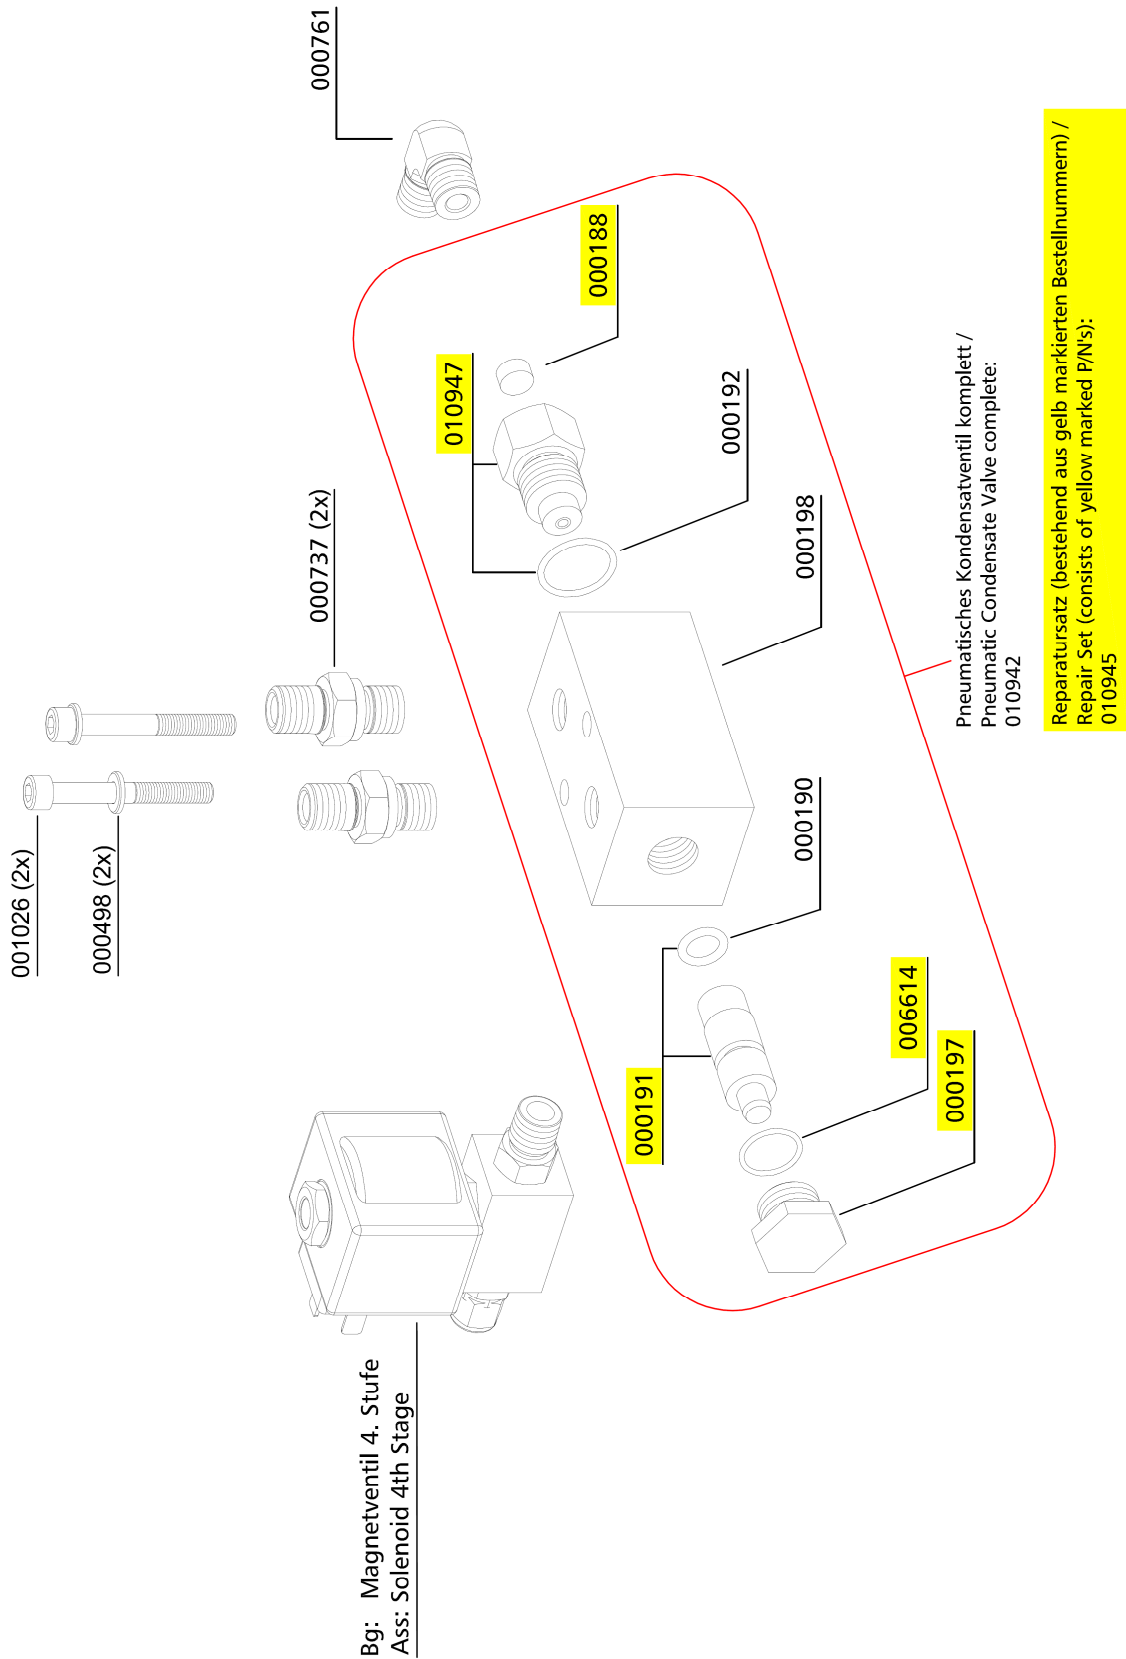 001026 (2x)
000498 (2x)
000737 (2x)
000761
Bg: Magnetventil 4. Stufe
Ass: Solenoid 4th Stage
010947
000188
000192
000198
000190
000191
006614
000197
Pneumatisches Kondensatventil komplett /
Pneumatic Condensate Valve complete:
010942
Reparatursatz (bestehend aus gelb markierten Bestellnummern) /
Repair Set (consists of yellow marked P/N's):
010945